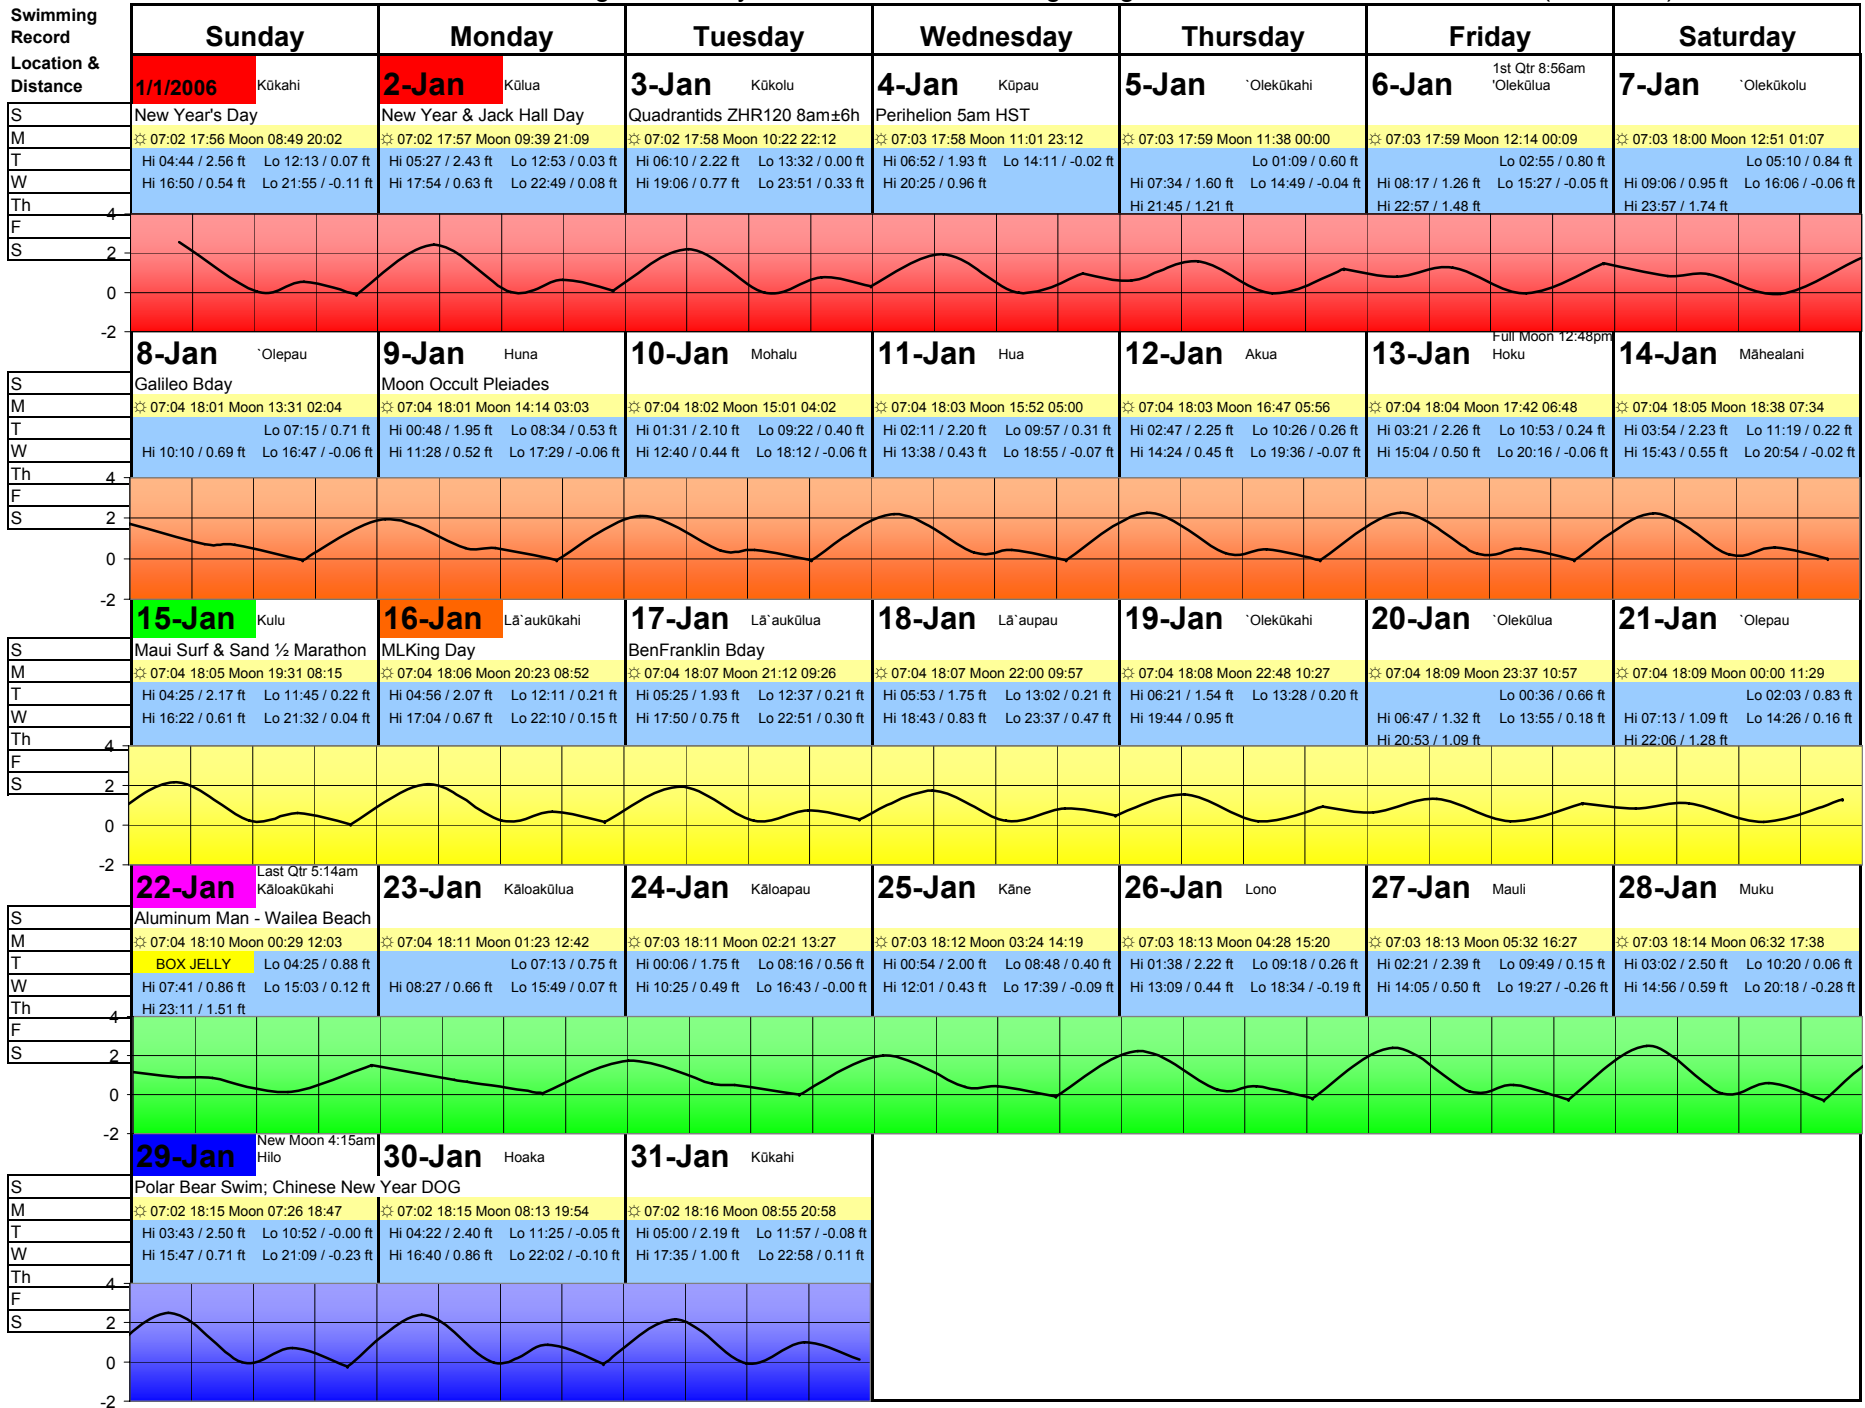 Swimming
Record
Location &
Distance
Sunday Monday Tuesday Wednesday Thursday Friday Saturday
1/1/2006 Kūkahi
2-Jan Kūlua
3-Jan Kūkolu
4-Jan Kūpau
5-Jan `Olekūkahi
6-Jan 1st Qtr 8:56am 'Olekūlua
7-Jan `Olekūkolu
S New Year's Day New Year & Jack Hall Day Quadrantids ZHR120 8am±6h Perihelion 5am HST
M ☼ 07:02 17:56 Moon 08:49 20:02 ☼ 07:02 17:57 Moon 09:39 21:09 ☼ 07:02 17:58 Moon 10:22 22:12 ☼ 07:03 17:58 Moon 11:01 23:12 ☼ 07:03 17:59 Moon 11:38 00:00 ☼ 07:03 17:59 Moon 12:14 00:09 ☼ 07:03 18:00 Moon 12:51 01:07
T Hi 04:44 / 2.56 ft Lo 12:13 / 0.07 ft Hi 05:27 / 2.43 ft Lo 12:53 / 0.03 ft Hi 06:10 / 2.22 ft Lo 13:32 / 0.00 ft Hi 06:52 / 1.93 ft Lo 14:11 / -0.02 ft Lo 01:09 / 0.60 ft Lo 02:55 / 0.80 ft Lo 05:10 / 0.84 ft
W Hi 16:50 / 0.54 ft Lo 21:55 / -0.11 ft Hi 17:54 / 0.63 ft Lo 22:49 / 0.08 ft Hi 19:06 / 0.77 ft Lo 23:51 / 0.33 ft Hi 20:25 / 0.96 ft Hi 07:34 / 1.60 ft Lo 14:49 / -0.04 ft Hi 08:17 / 1.26 ft Lo 15:27 / -0.05 ft Hi 09:06 / 0.95 ft Lo 16:06 / -0.06 ft
Th Hi 21:45 / 1.21 ft Hi 22:57 / 1.48 ft Hi 23:57 / 1.74 ft
4
F
S 2
0
-2
8-Jan `Olepau
9-Jan Huna
10-Jan Mohalu
11-Jan Hua
12-Jan Akua
13-Jan Full Moon 12:48pm Hoku
14-Jan Māhealani
S Galileo Bday Moon Occult Pleiades
M ☼ 07:04 18:01 Moon 13:31 02:04 ☼ 07:04 18:01 Moon 14:14 03:03 ☼ 07:04 18:02 Moon 15:01 04:02 ☼ 07:04 18:03 Moon 15:52 05:00 ☼ 07:04 18:03 Moon 16:47 05:56 ☼ 07:04 18:04 Moon 17:42 06:48 ☼ 07:04 18:05 Moon 18:38 07:34
T Lo 07:15 / 0.71 ft Hi 00:48 / 1.95 ft Lo 08:34 / 0.53 ft Hi 01:31 / 2.10 ft Lo 09:22 / 0.40 ft Hi 02:11 / 2.20 ft Lo 09:57 / 0.31 ft Hi 02:47 / 2.25 ft Lo 10:26 / 0.26 ft Hi 03:21 / 2.26 ft Lo 10:53 / 0.24 ft Hi 03:54 / 2.23 ft Lo 11:19 / 0.22 ft
W Hi 10:10 / 0.69 ft Lo 16:47 / -0.06 ft Hi 11:28 / 0.52 ft Lo 17:29 / -0.06 ft Hi 12:40 / 0.44 ft Lo 18:12 / -0.06 ft Hi 13:38 / 0.43 ft Lo 18:55 / -0.07 ft Hi 14:24 / 0.45 ft Lo 19:36 / -0.07 ft Hi 15:04 / 0.50 ft Lo 20:16 / -0.06 ft Hi 15:43 / 0.55 ft Lo 20:54 / -0.02 ft
Th
4
F
S 2
0
-2
15-Jan Kulu
16-Jan Lā`aukūkahi
17-Jan Lā`aukūlua
18-Jan Lā`aupau
19-Jan `Olekūkahi
20-Jan `Olekūlua
21-Jan `Olepau
S Maui Surf & Sand ½ Marathon MLKing Day BenFranklin Bday
M ☼ 07:04 18:05 Moon 19:31 08:15 ☼ 07:04 18:06 Moon 20:23 08:52 ☼ 07:04 18:07 Moon 21:12 09:26 ☼ 07:04 18:07 Moon 22:00 09:57 ☼ 07:04 18:08 Moon 22:48 10:27 ☼ 07:04 18:09 Moon 23:37 10:57 ☼ 07:04 18:09 Moon 00:00 11:29
T Hi 04:25 / 2.17 ft Lo 11:45 / 0.22 ft Hi 04:56 / 2.07 ft Lo 12:11 / 0.21 ft Hi 05:25 / 1.93 ft Lo 12:37 / 0.21 ft Hi 05:53 / 1.75 ft Lo 13:02 / 0.21 ft Hi 06:21 / 1.54 ft Lo 13:28 / 0.20 ft Lo 00:36 / 0.66 ft Lo 02:03 / 0.83 ft
W Hi 16:22 / 0.61 ft Lo 21:32 / 0.04 ft Hi 17:04 / 0.67 ft Lo 22:10 / 0.15 ft Hi 17:50 / 0.75 ft Lo 22:51 / 0.30 ft Hi 18:43 / 0.83 ft Lo 23:37 / 0.47 ft Hi 19:44 / 0.95 ft Hi 06:47 / 1.32 ft Lo 13:55 / 0.18 ft Hi 07:13 / 1.09 ft Lo 14:26 / 0.16 ft
Th Hi 20:53 / 1.09 ft Hi 22:06 / 1.28 ft
4
F
S 2
0
-2
22-Jan Last Qtr 5:14am Kāloakūkahi
23-Jan Kāloakūlua
24-Jan Kāloapau
25-Jan Kāne
26-Jan Lono
27-Jan Mauli
28-Jan Muku
S Aluminum Man - Wailea Beach
M ☼ 07:04 18:10 Moon 00:29 12:03 ☼ 07:04 18:11 Moon 01:23 12:42 ☼ 07:03 18:11 Moon 02:21 13:27 ☼ 07:03 18:12 Moon 03:24 14:19 ☼ 07:03 18:13 Moon 04:28 15:20 ☼ 07:03 18:13 Moon 05:32 16:27 ☼ 07:03 18:14 Moon 06:32 17:38
T BOX JELLY Lo 04:25 / 0.88 ft Lo 07:13 / 0.75 ft Hi 00:06 / 1.75 ft Lo 08:16 / 0.56 ft Hi 00:54 / 2.00 ft Lo 08:48 / 0.40 ft Hi 01:38 / 2.22 ft Lo 09:18 / 0.26 ft Hi 02:21 / 2.39 ft Lo 09:49 / 0.15 ft Hi 03:02 / 2.50 ft Lo 10:20 / 0.06 ft
W Hi 07:41 / 0.86 ft Lo 15:03 / 0.12 ft Hi 08:27 / 0.66 ft Lo 15:49 / 0.07 ft Hi 10:25 / 0.49 ft Lo 16:43 / -0.00 ft Hi 12:01 / 0.43 ft Lo 17:39 / -0.09 ft Hi 13:09 / 0.44 ft Lo 18:34 / -0.19 ft Hi 14:05 / 0.50 ft Lo 19:27 / -0.26 ft Hi 14:56 / 0.59 ft Lo 20:18 / -0.28 ft
Th Hi 23:11 / 1.51 ft
4
F
S 2
0
-2
29-Jan New Moon 4:15am Hilo
30-Jan Hoaka
31-Jan Kūkahi
S Polar Bear Swim; Chinese New Year DOG
M ☼ 07:02 18:15 Moon 07:26 18:47 ☼ 07:02 18:15 Moon 08:13 19:54 ☼ 07:02 18:16 Moon 08:55 20:58
T Hi 03:43 / 2.50 ft Lo 10:52 / -0.00 ft Hi 04:22 / 2.40 ft Lo 11:25 / -0.05 ft Hi 05:00 / 2.19 ft Lo 11:57 / -0.08 ft
W Hi 15:47 / 0.71 ft Lo 21:09 / -0.23 ft Hi 16:40 / 0.86 ft Lo 22:02 / -0.10 ft Hi 17:35 / 1.00 ft Lo 22:58 / 0.11 ft
Th
4
F
S 2
0
-2